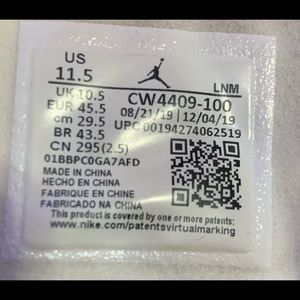 US
11.5
LNM
UK 10.5 CW4409-100
EUR 45.5 08/21/19 12/04/19
cm 29.5 UPC 00194274062519
BR 43.5
CN 295(2.5)
01BBPC0GA7AFD
MADE IN CHINA
HECHO EN CHINA
FABRIQUE EN CHINE
FABRICADO NA CHINA
This product is covered by one or more patents:
www.nike.com/patentsvirtualmarking